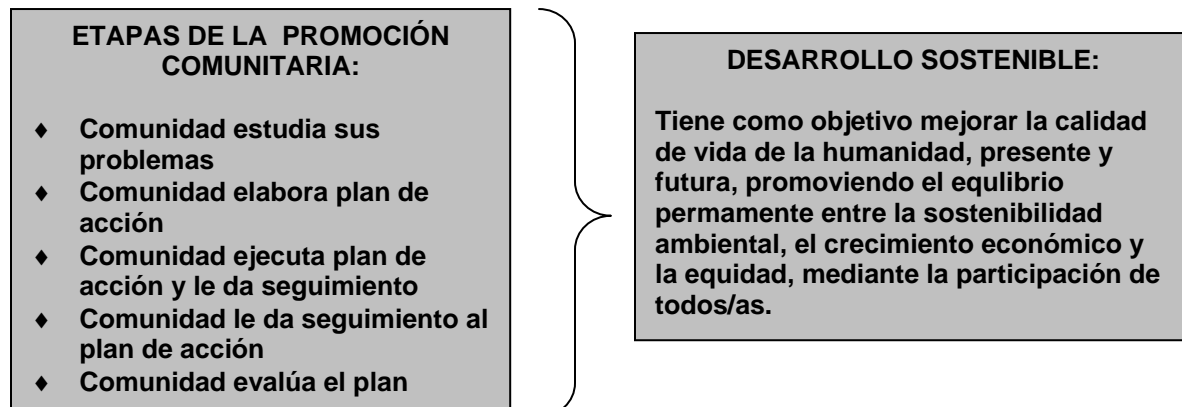 ETAPAS DE LA PROMOCIÓN
COMUNITARIA:
♦ Comunidad estudia sus
problemas
♦ Comunidad elabora plan de
acción
♦ Comunidad ejecuta plan de
acción y le da seguimiento
♦ Comunidad le da seguimiento al
plan de acción
♦ Comunidad evalúa el plan
DESARROLLO SOSTENIBLE:
Tiene como objetivo mejorar la calidad
de vida de la humanidad, presente y
futura, promoviendo el equlibrio
permamente entre la sostenibilidad
ambiental, el crecimiento económico y
la equidad, mediante la participación de
todos/as.